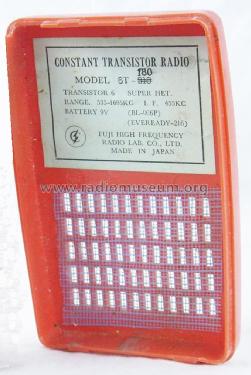 CONSTANT TRANSISTOR RADIO
180
MODEL ST-310
TRANSISTOR 6 SUPER HET.
RANGE. 535-1605KC I.F. 455KC
BATTERY 9V (BL-006P)
(EVEREADY-216)
FUJI HIGH FREQUENCY
RADIO LAB. CO., LTD.
MADE IN JAPAN
www.radiomuseum.org